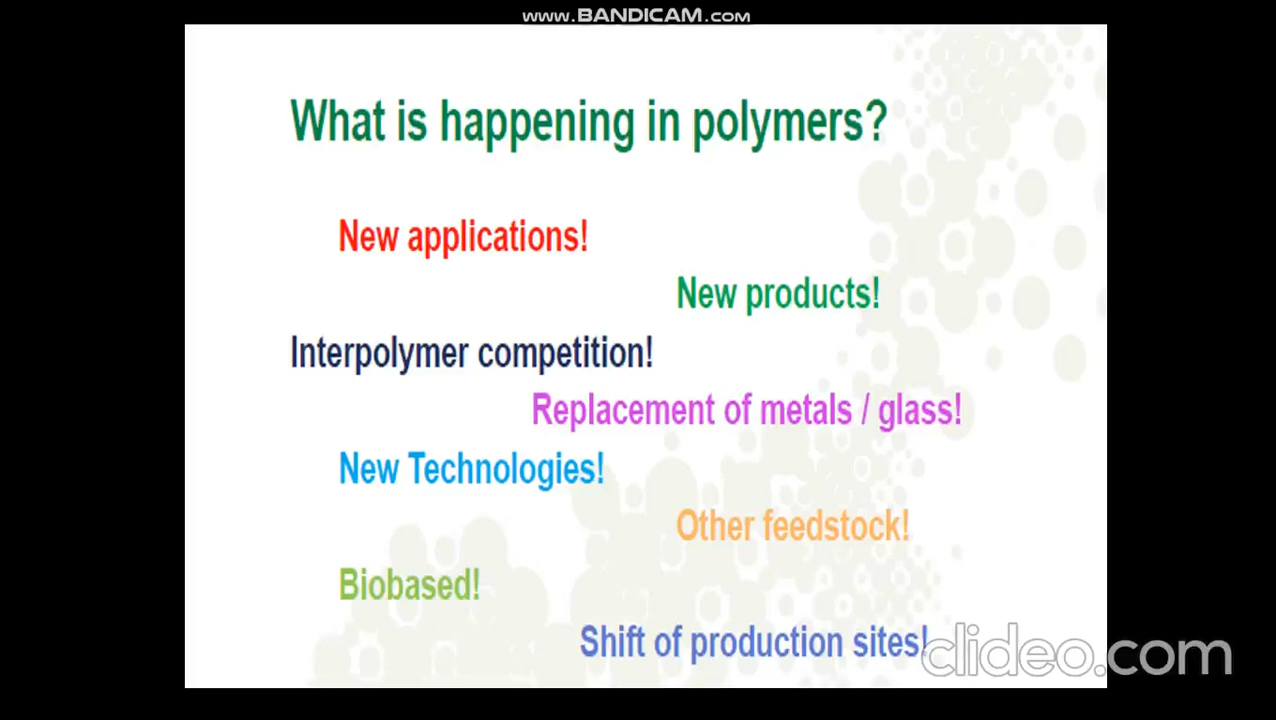 www.BANDICAM.com
What is happening in polymers?
New applications!
New products!
Interpolymer competition!
Replacement of metals / glass!
New Technologies!
Other feedstock!
Biobased!
Shift of production sites!
clideo.com